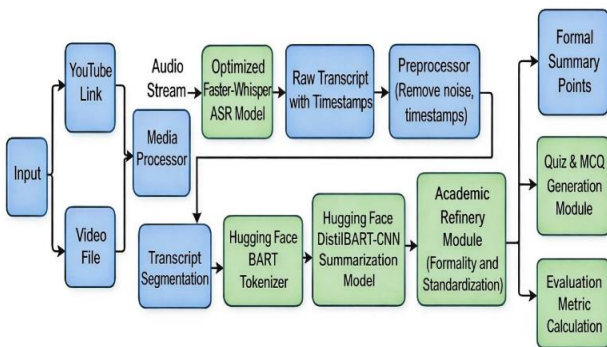 Input
YouTube
Link
Video
File
Media
Processor
Audio
Stream
Optimized
Faster-Whisper
ASR Model
Raw Transcript
with Timestamps
Preprocessor
(Remove noise,
timestamps)
Transcript
Segmentation
Hugging Face
BART
Tokenizer
Hugging Face
DistilBART-CNN
Summarization
Model
Academic
Refinery
Module
(Formality and
Standardization)
Formal
Summary
Points
Quiz & MCQ
Generation
Module
Evaluation
Metric
Calculation